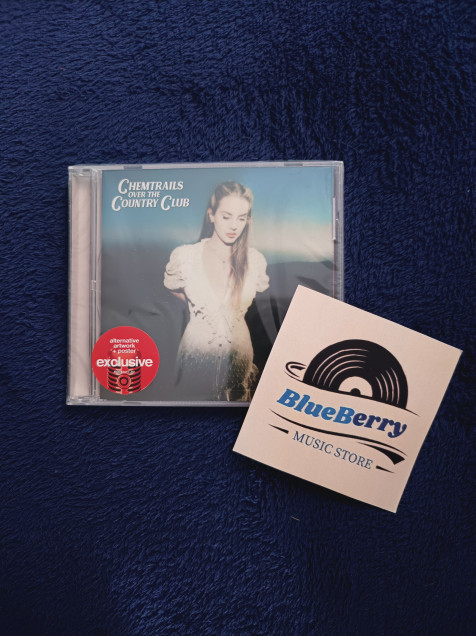 CHEMTRAILS
OVER THE
COUNTRY CLUB
alternative
artwork
+ poster
exclusive
BlueBerry
MUSIC STORE